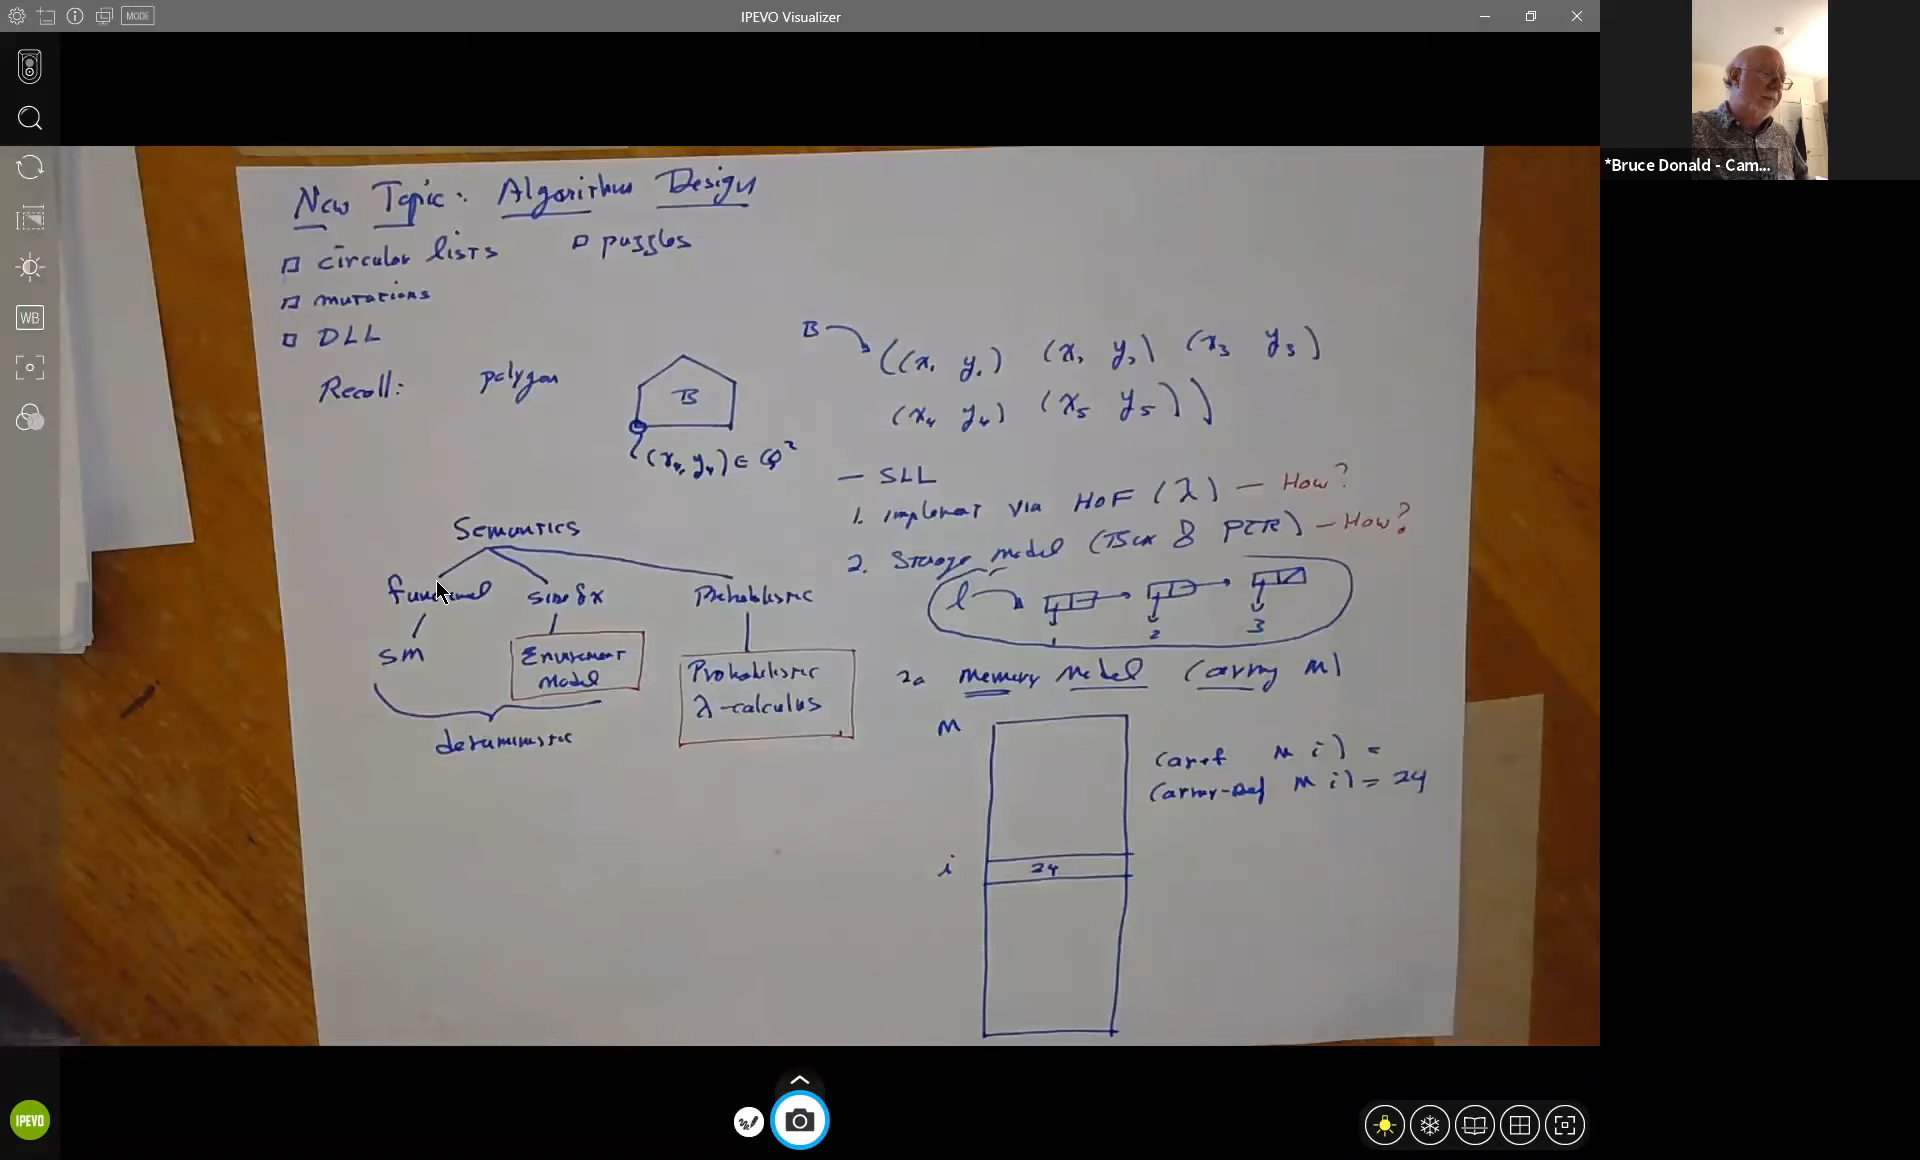 MODE
IPEVO Visualizer
*Bruce Donald - Cam...
WB
New Topic: Algorithm Design
□ circular lists □ puzzles
□ mutations
□ DLL
Recall: polygon
B
B
((x₁ y₁) (x₂ y₂) (x₃ y₃)
(x₄ y₄) (x₅ y₅))
(x₄, y₄) ∈ Q²
— SLL
1. implement via HOF (λ) — How?
2. Storage model (Box & PTR) — How?
l
1 2 3
Semantics
functional side fx Probabilistic
SM
Environment
Model
Probabilistic
λ-calculus
deterministic
2a Memory Model (array M)
M
(aref M i) =
(array-ref M i) = 24
i 24
IPEVO